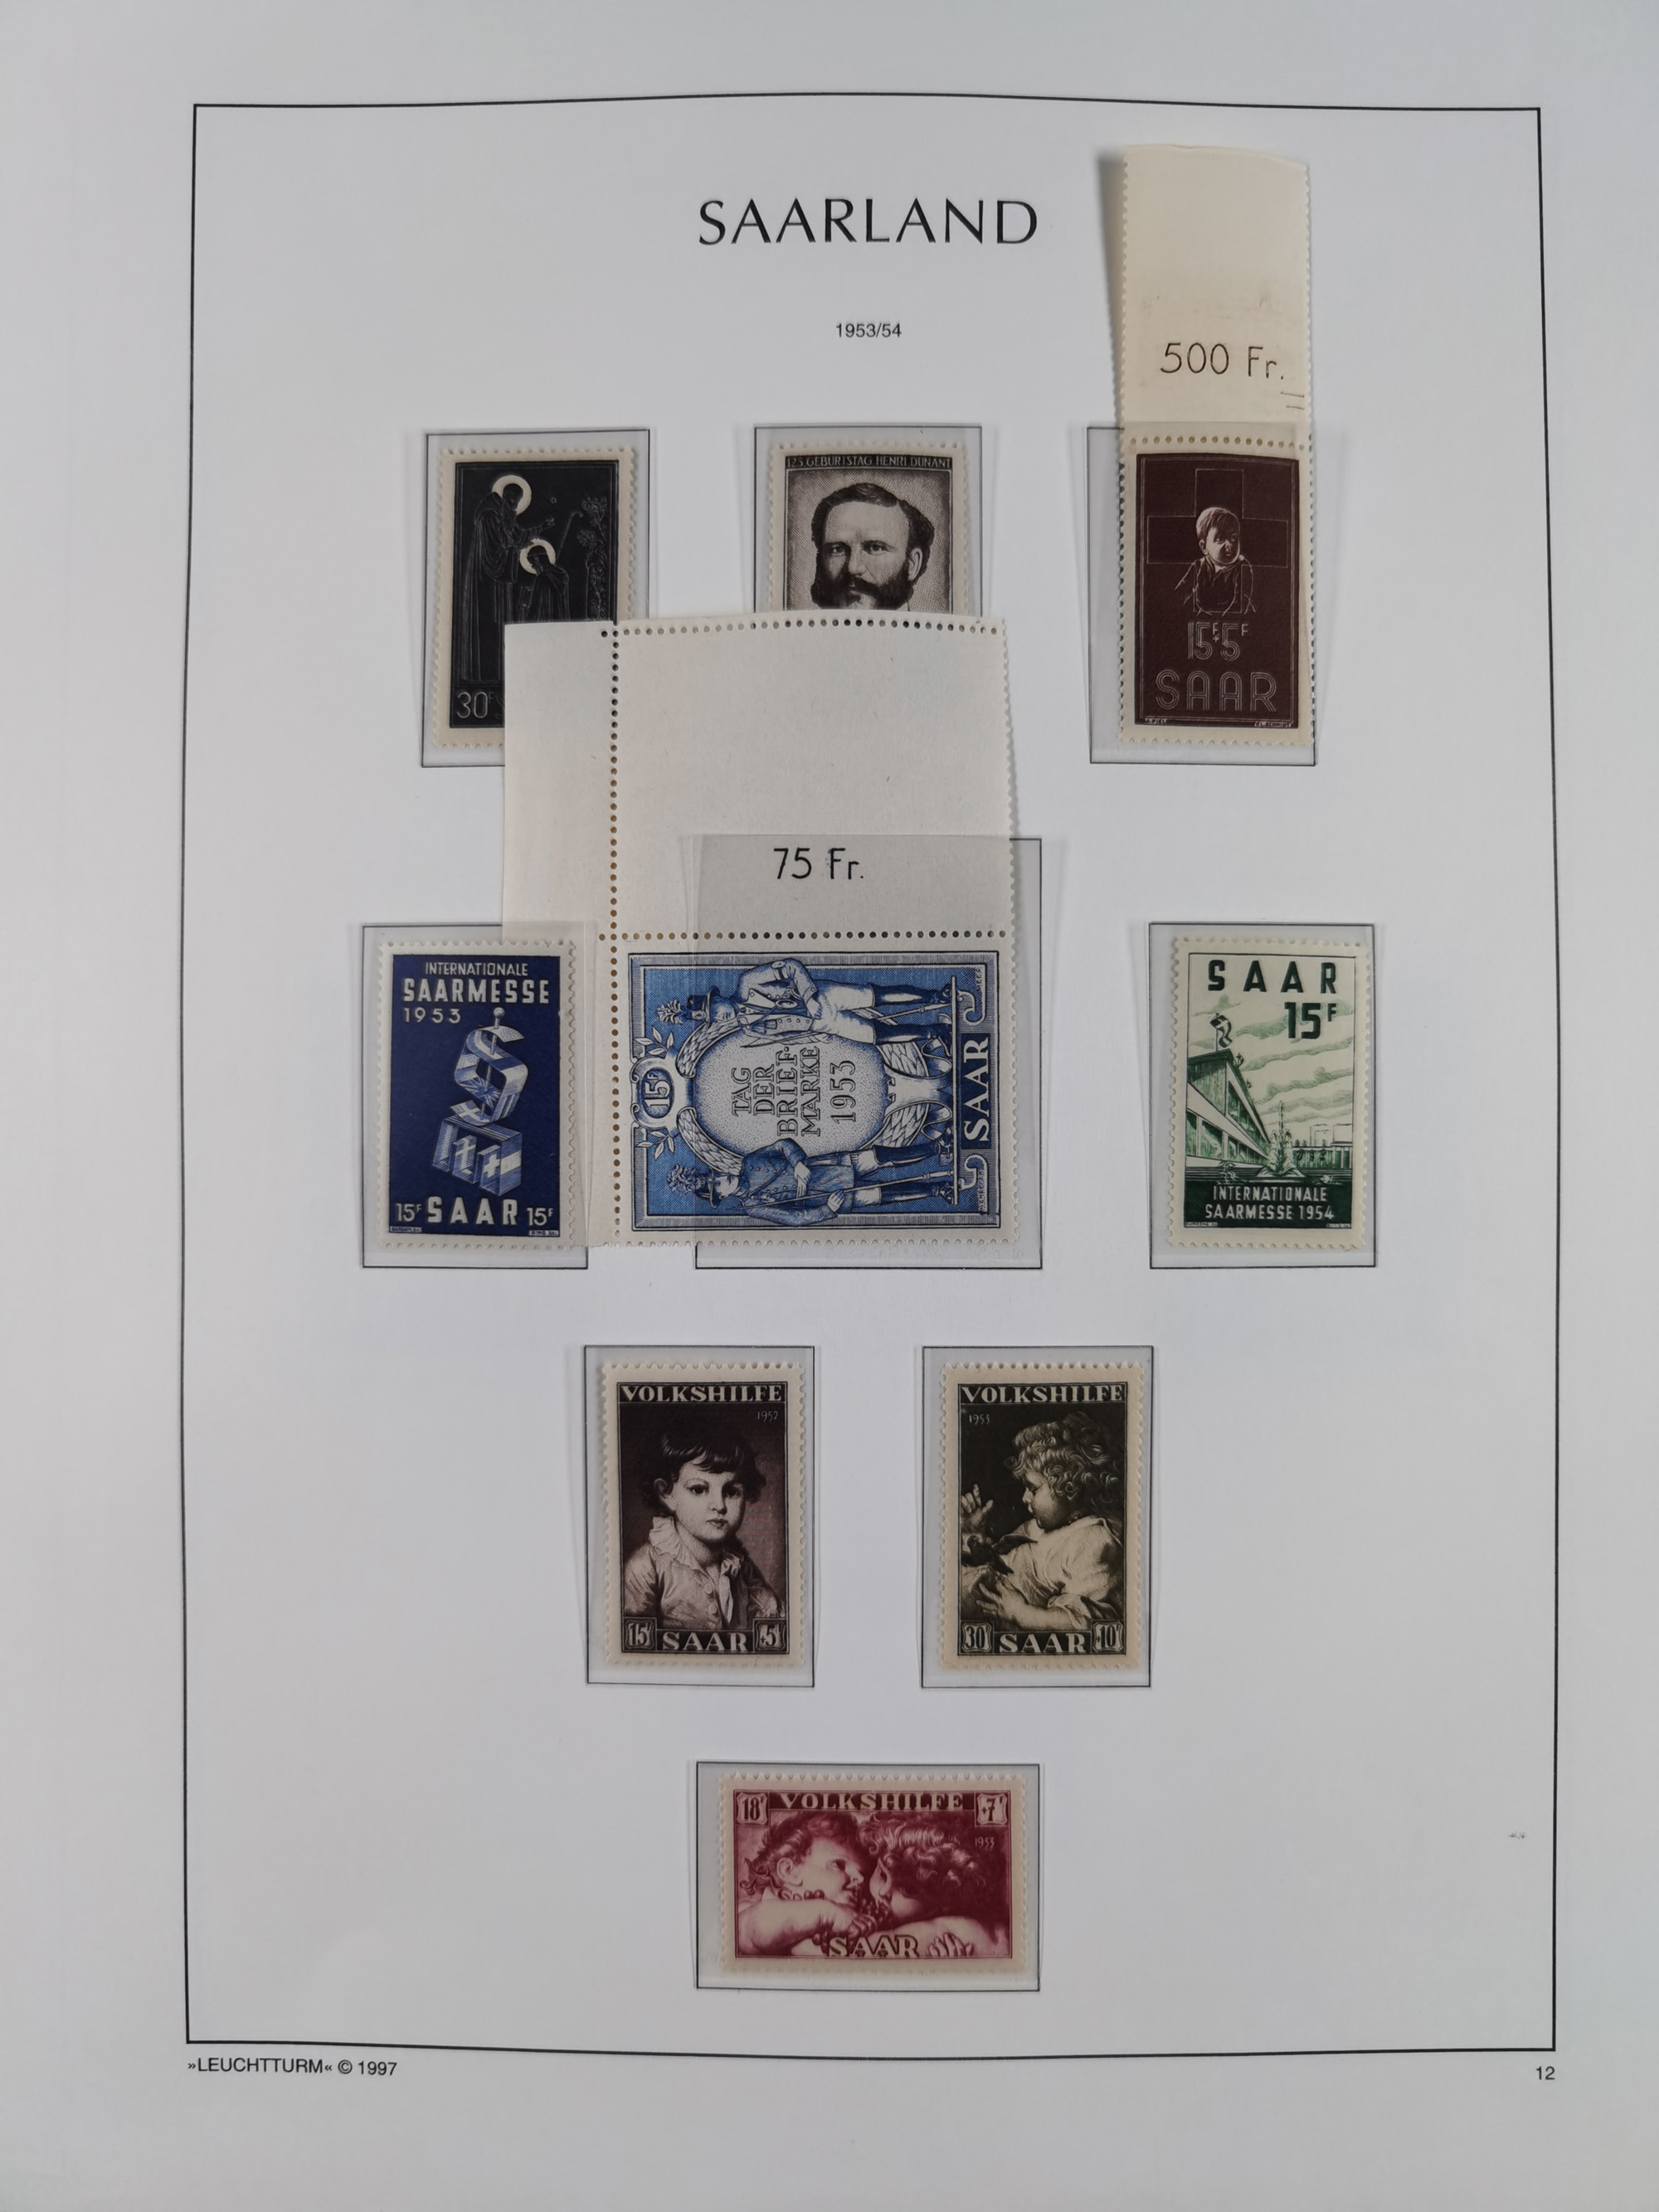 SAARLAND
1953/54
500 Fr.
30F
125. GEBURTSTAG HENRI DUNANT
15F+5F
SAAR
75 Fr.
INTERNATIONALE
SAARMESSE
1953
15F SAAR 15F
15F
TAG
DER
BRIEF-
MARKE
1953
SAAR
SAAR
15F
INTERNATIONALE
SAARMESSE 1954
VOLKSHILFE
15F SAAR +5F
VOLKSHILFE
1953
30F SAAR +10F
18F VOLKSHILFE +7F
1953
SAAR
»LEUCHTTURM« © 1997
12